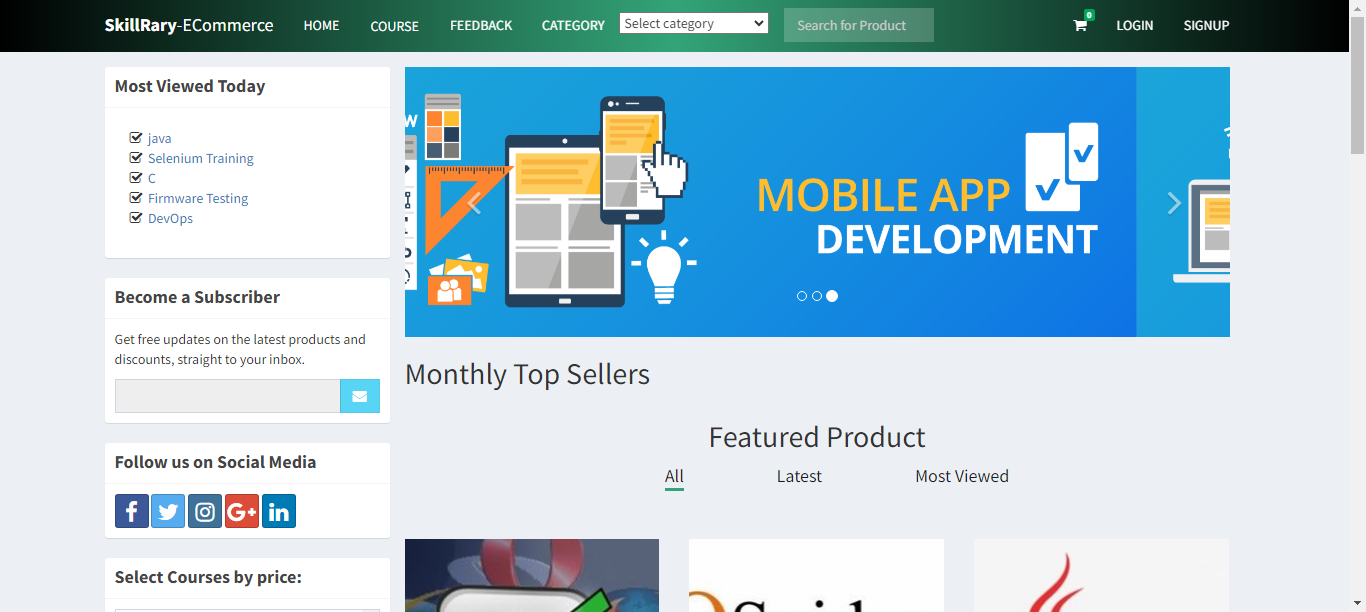 SkillRary-ECommerce HOME COURSE FEEDBACK CATEGORY Select category Search for Product 0 LOGIN SIGNUP
Most Viewed Today
java
Selenium Training
C
Firmware Testing
DevOps
W
MOBILE APP
DEVELOPMENT
Become a Subscriber
Get free updates on the latest products and
discounts, straight to your inbox.
Follow us on Social Media
Select Courses by price:
Monthly Top Sellers
Featured Product
All Latest Most Viewed